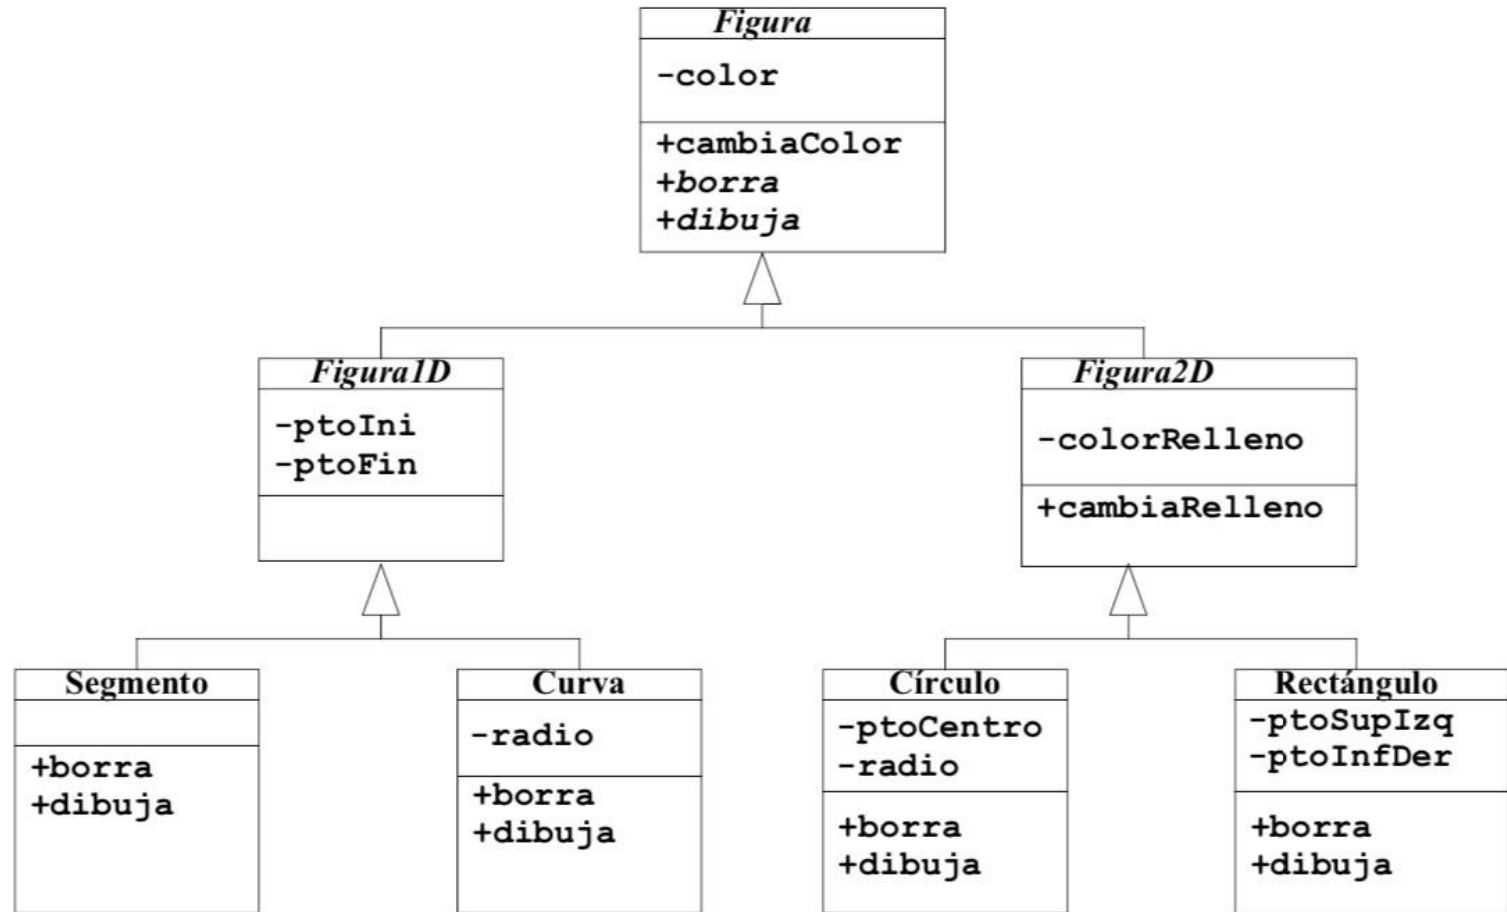 Figura
-color
+cambiaColor
+borra
+dibuja
Figura1D
-ptoIni
-ptoFin
Figura2D
-colorRelleno
+cambiaRelleno
Segmento
+borra
+dibuja
Curva
-radio
+borra
+dibuja
Círculo
-ptoCentro
-radio
+borra
+dibuja
Rectángulo
-ptoSupIzq
-ptoInfDer
+borra
+dibuja